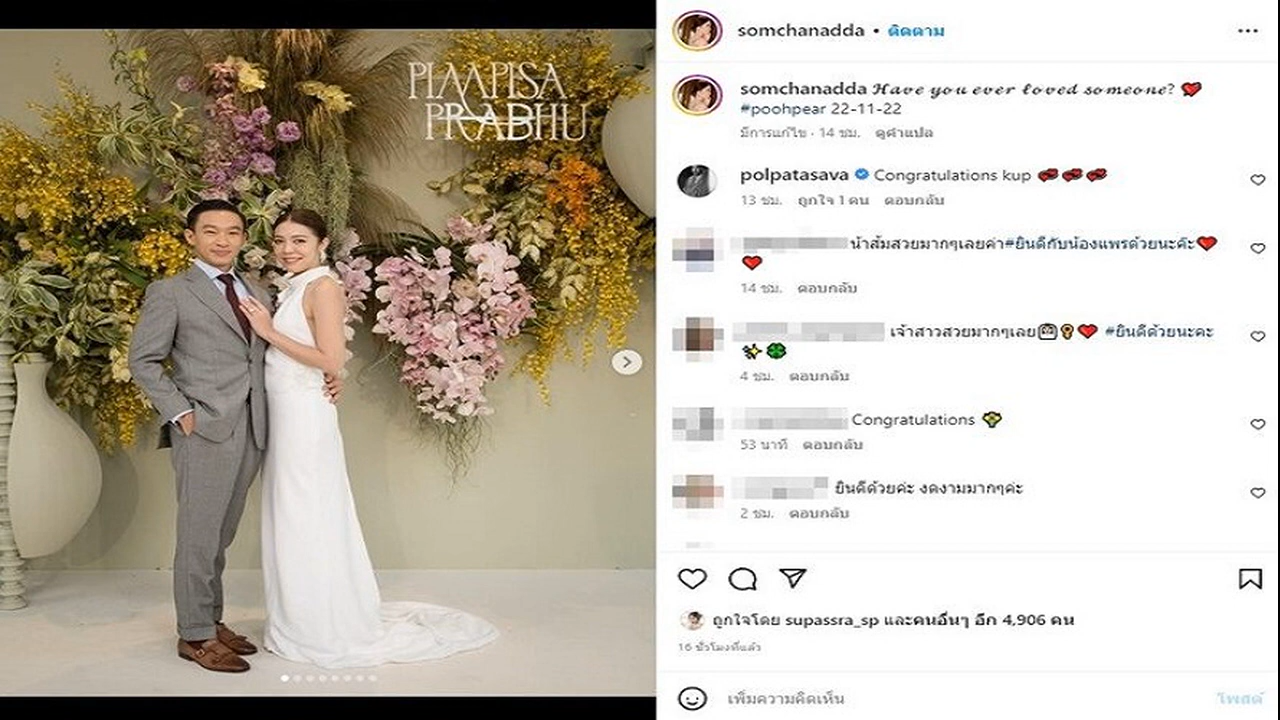 PIMAPISA
PRABHU
somchanadda • ติดตาม
somchanadda Have you ever loved someone? ❤️
#poohpear 22-11-22
มีการแก้ไข · 14 ชม. ดูคำแปล
polpatasava Congratulations kup 💕💕💕
13 ชม. ถูกใจ 1 คน ตอบกลับ
น้าส้มสวยมากๆเลยค่า#ยินดีกับน้องแพรด้วยนะค๊ะ❤️
❤️
14 ชม. ตอบกลับ
เจ้าสาวสวยมากๆเลย👰💍❤️ #ยินดีด้วยนะคะ
✨🍀
4 ชม. ตอบกลับ
Congratulations 💐
53 นาที ตอบกลับ
ยินดีด้วยค่ะ งดงามมากๆค่ะ
2 ชม. ตอบกลับ
ถูกใจโดย supassra_sp และคนอื่นๆ อีก 4,906 คน
16 ชั่วโมงที่แล้ว
เพิ่มความคิดเห็น โพสต์